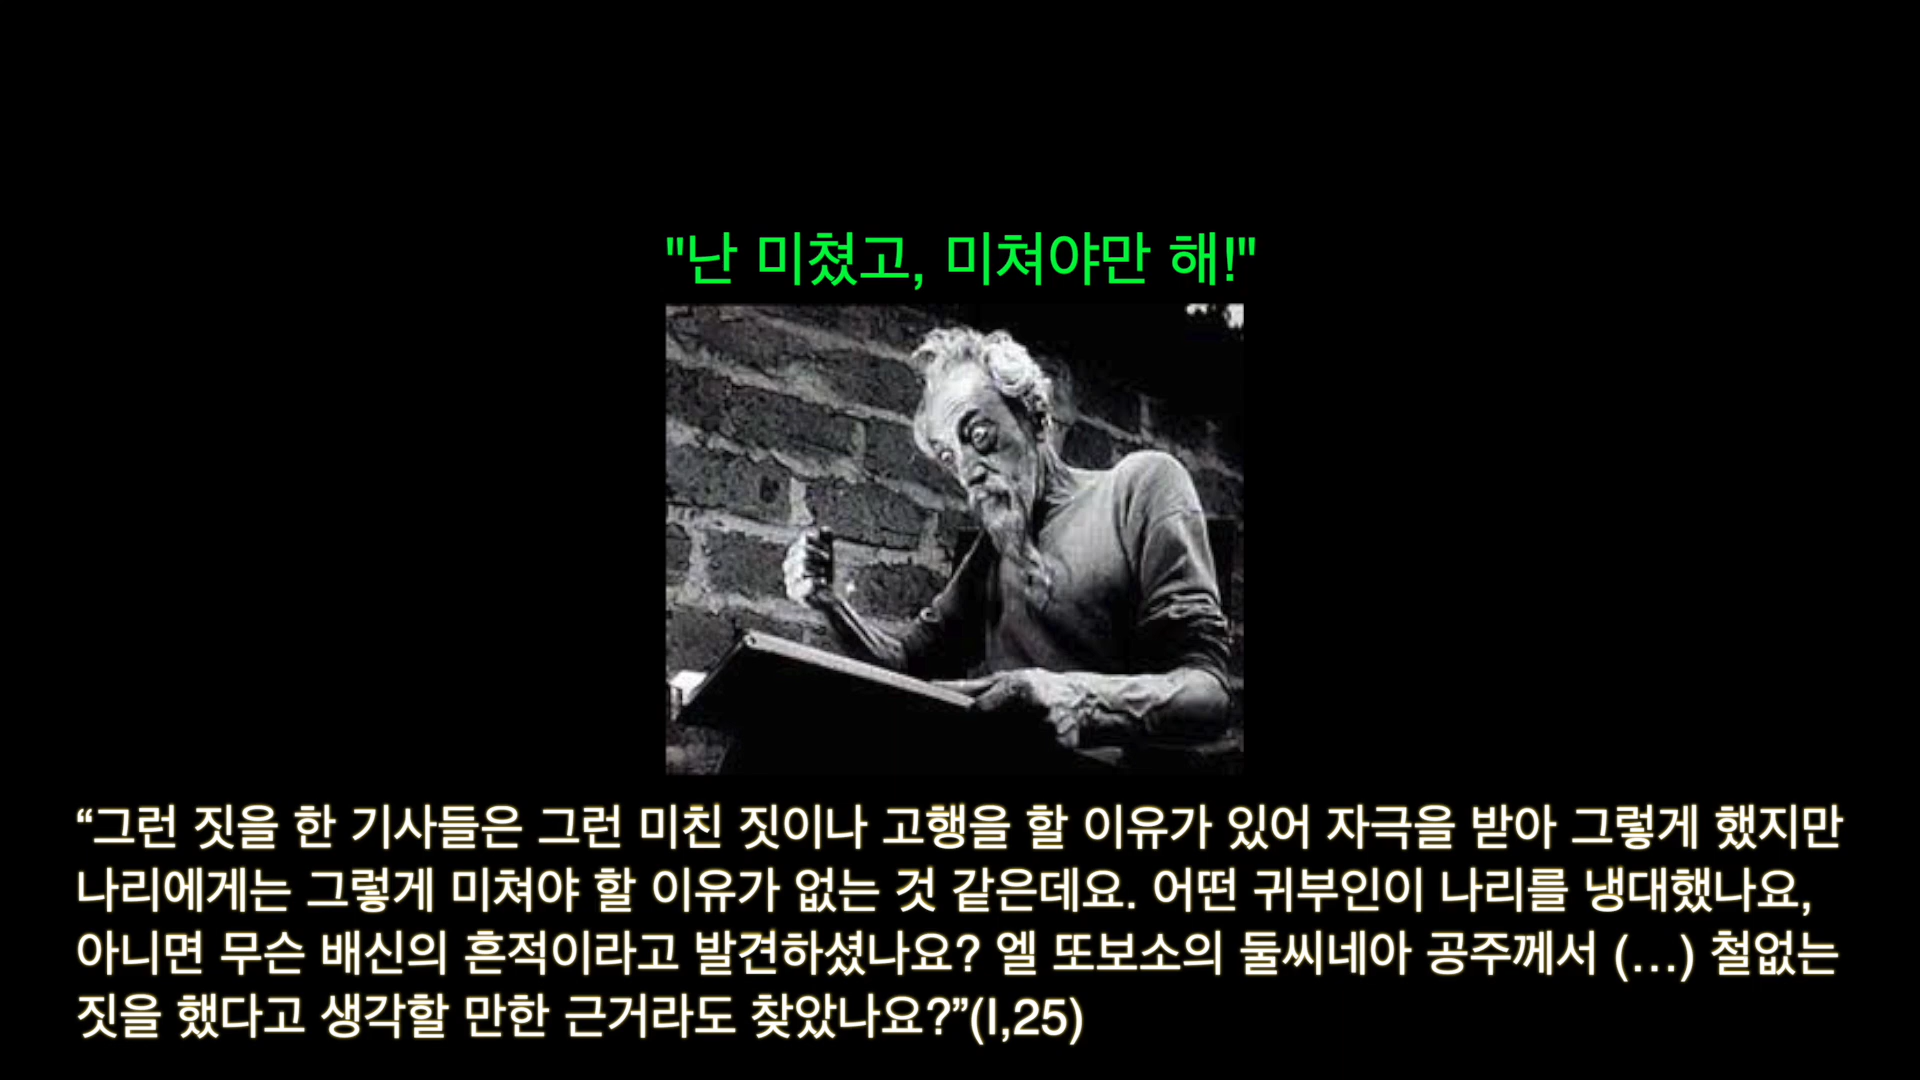 "난 미쳤고, 미쳐야만 해!"
“그런 짓을 한 기사들은 그런 미친 짓이나 고행을 할 이유가 있어 자극을 받아 그렇게 했지만
나리에게는 그렇게 미쳐야 할 이유가 없는 것 같은데요. 어떤 귀부인이 나리를 냉대했나요,
아니면 무슨 배신의 흔적이라고 발견하셨나요? 엘 또보소의 둘씨네아 공주께서 (...) 철없는
짓을 했다고 생각할 만한 근거라도 찾았나요?”(I,25)